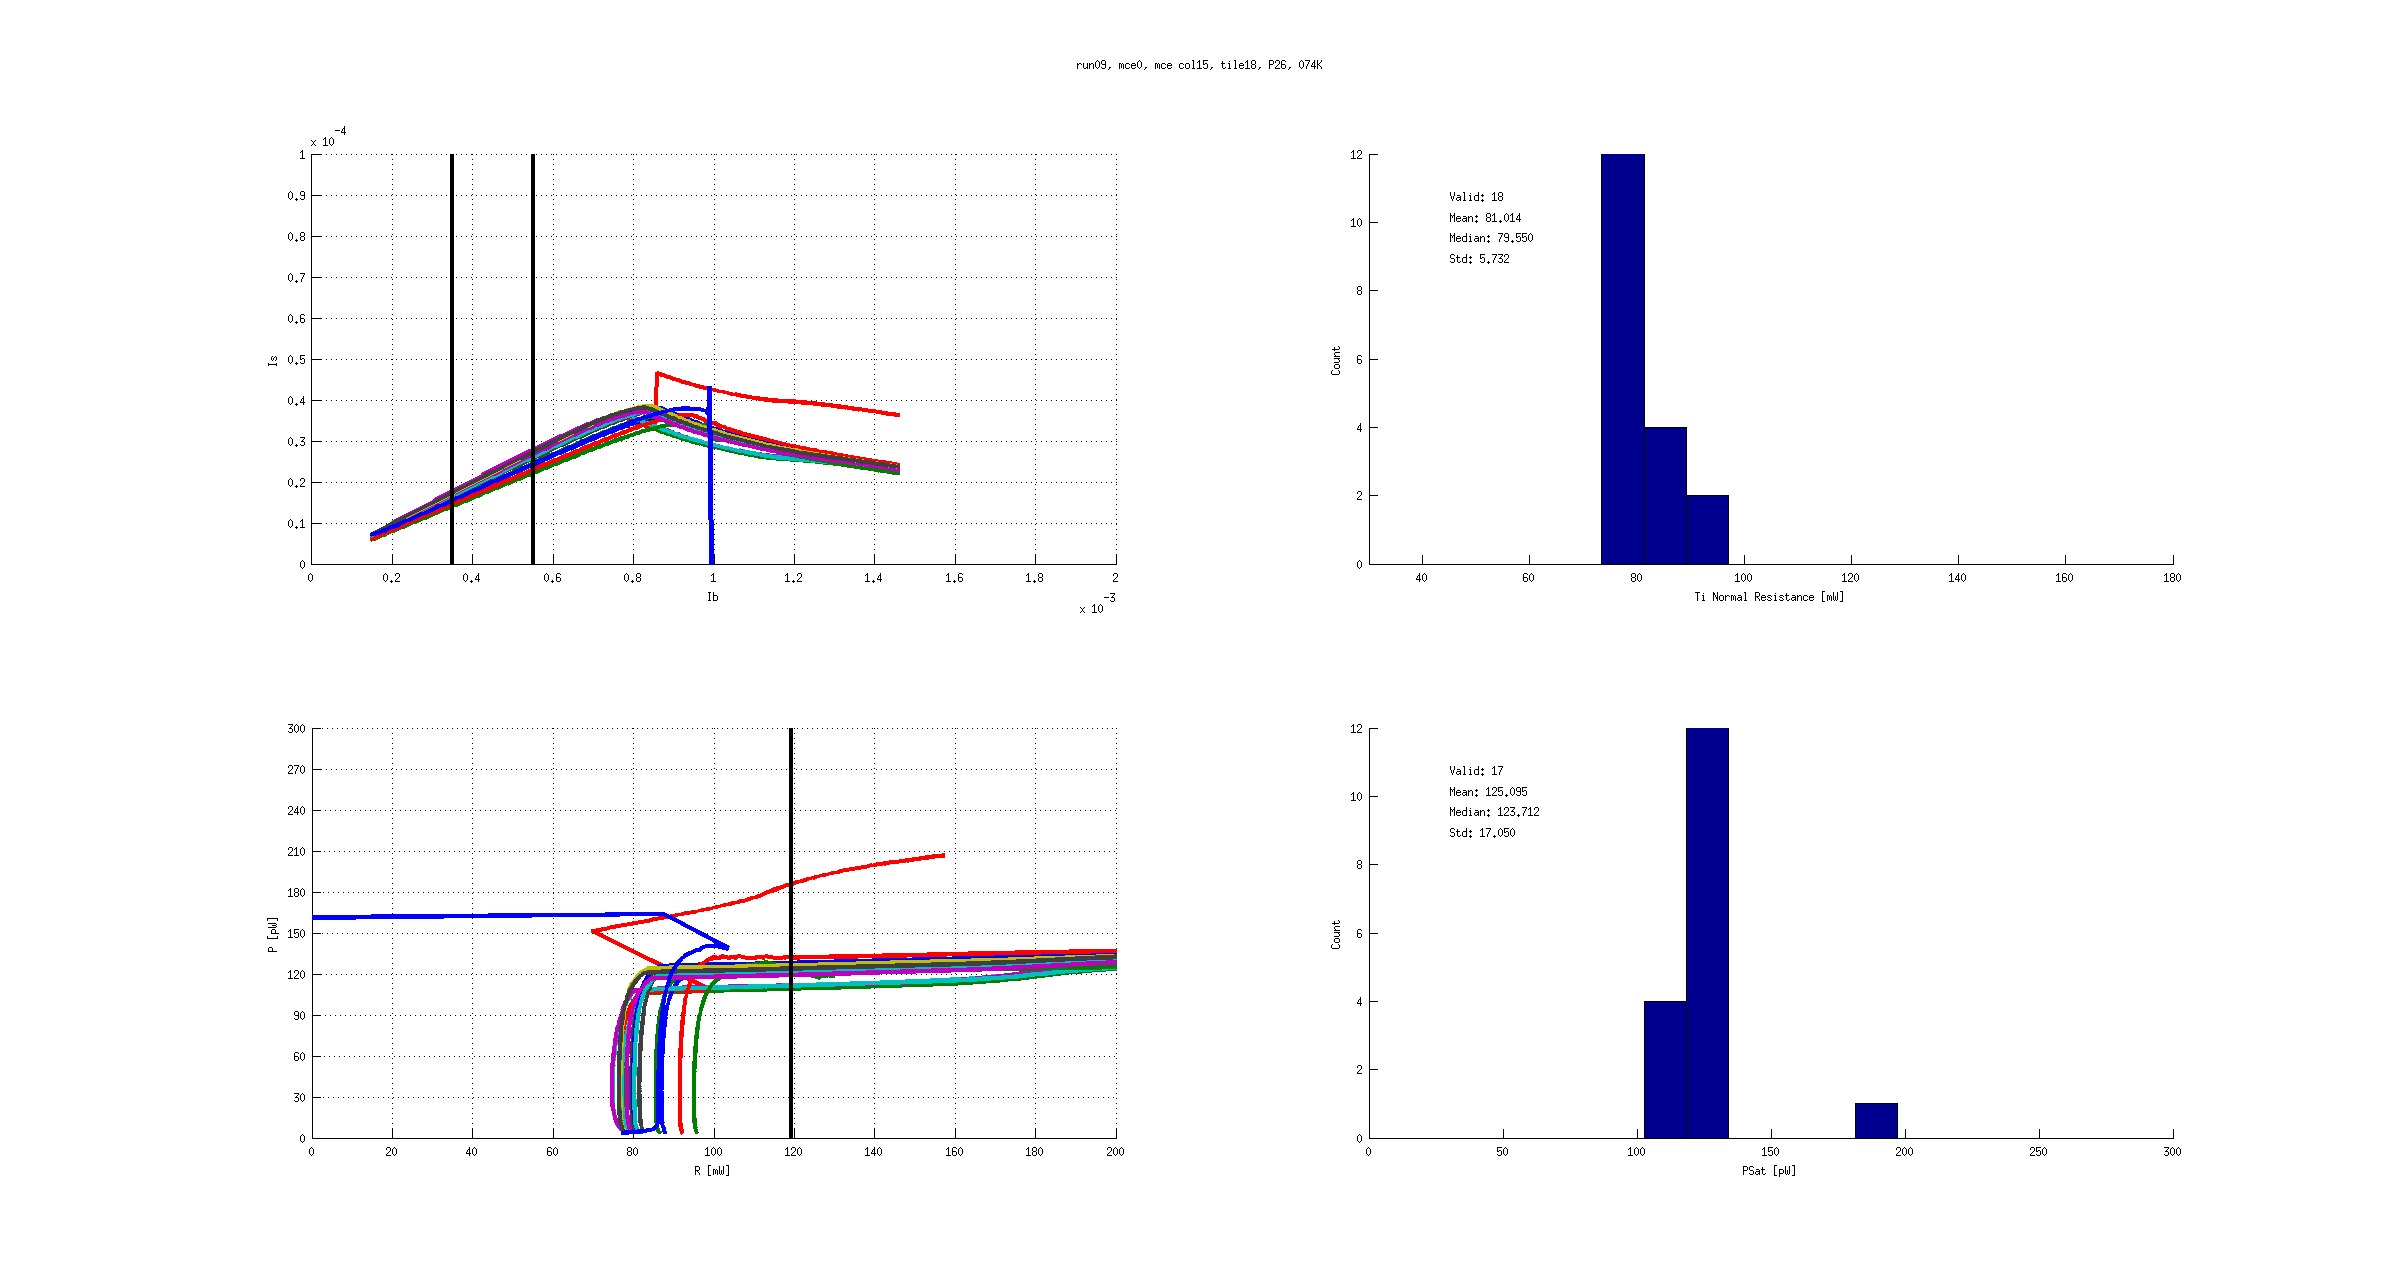 run09, mce0, mce col15, tile18, P26, 074K
x 10 -4
1
0.9
0.8
0.7
0.6
0.5
0.4
0.3
0.2
0.1
0
Is
0 0.2 0.4 0.6 0.8 1 1.2 1.4 1.6 1.8 2
Ib
x 10 -3
12
10
8
6
4
2
0
Count
Valid: 18
Mean: 81.014
Median: 79.550
Std: 5.732
40 60 80 100 120 140 160 180
Ti Normal Resistance [mW]
300
270
240
210
180
150
120
90
60
30
0
P [pW]
0 20 40 60 80 100 120 140 160 180 200
R [mW]
12
10
8
6
4
2
0
Count
Valid: 17
Mean: 125.095
Median: 123.712
Std: 17.050
0 50 100 150 200 250 300
PSat [pW]